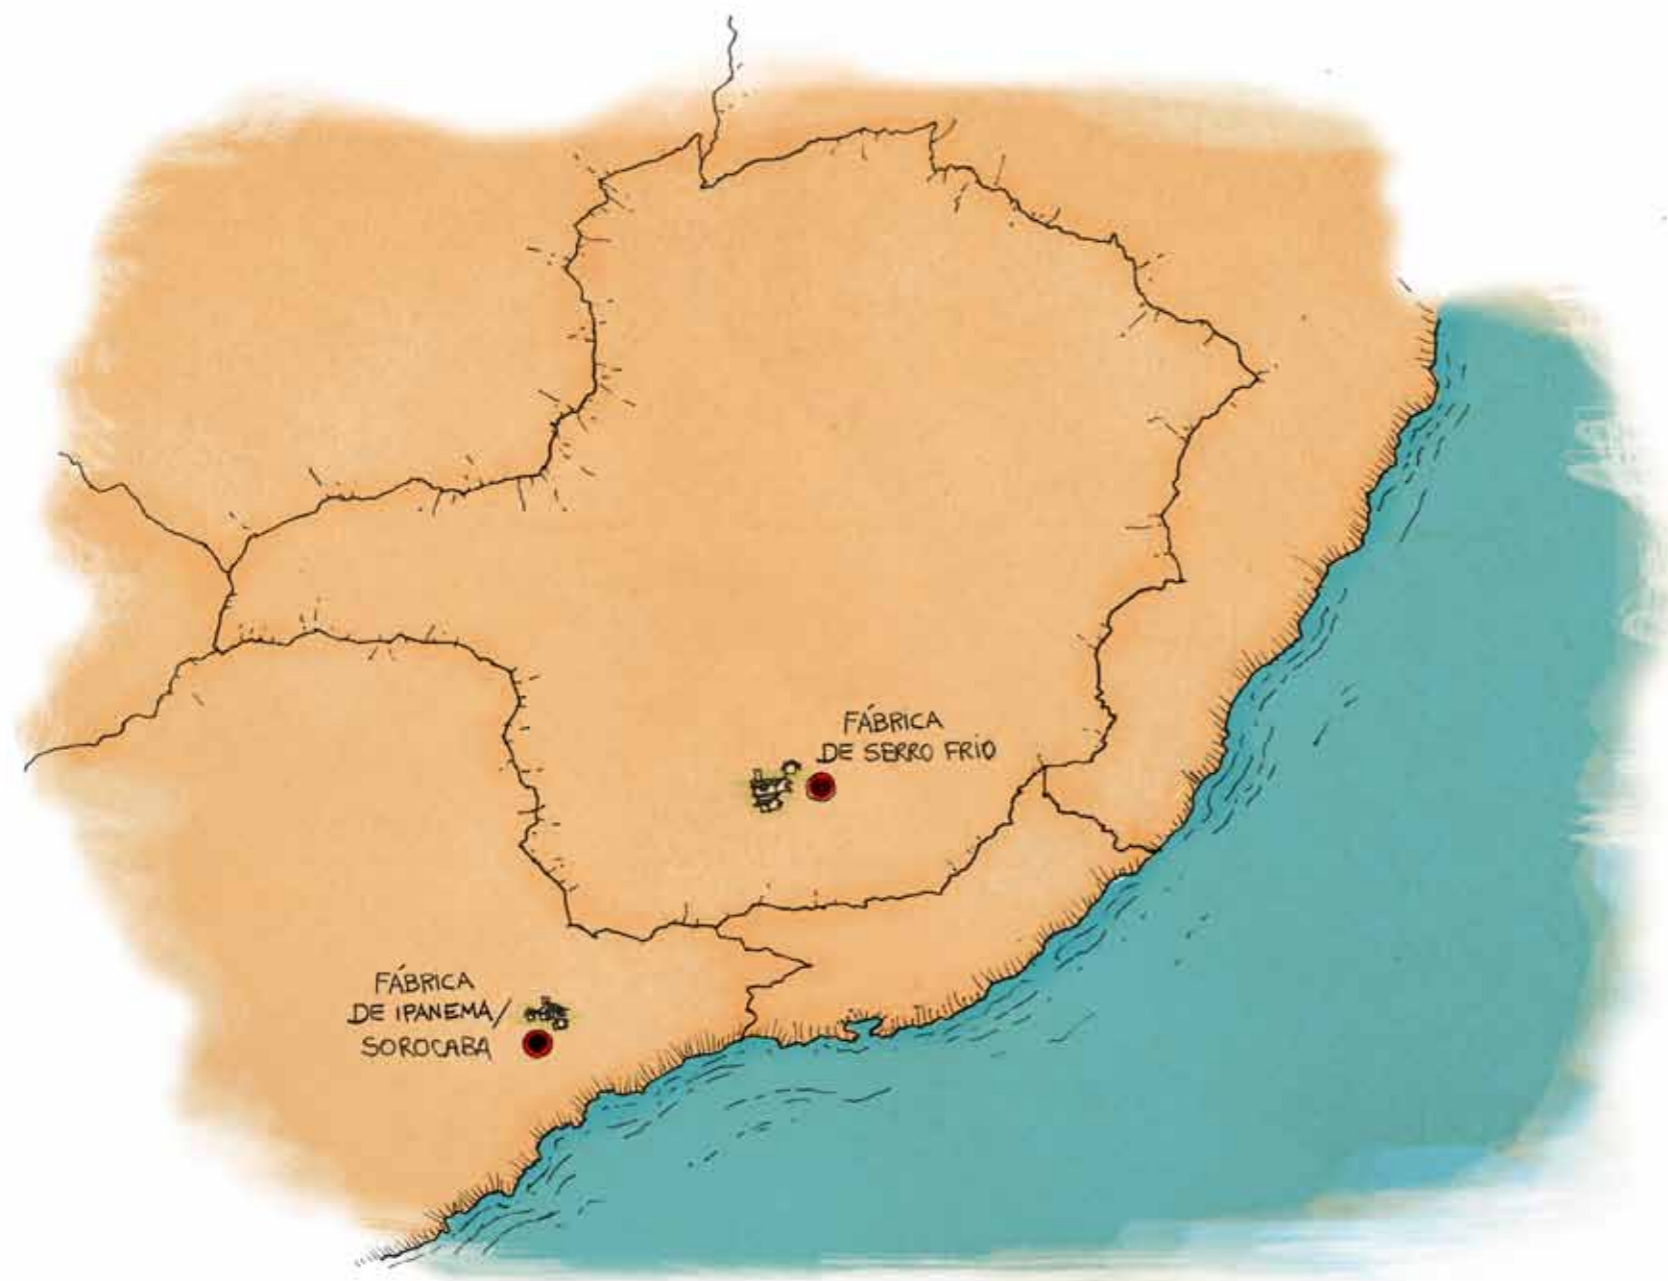 FÁBRICA
DE SERRO FRIO
FÁBRICA
DE IPANEMA/
SOROCABA